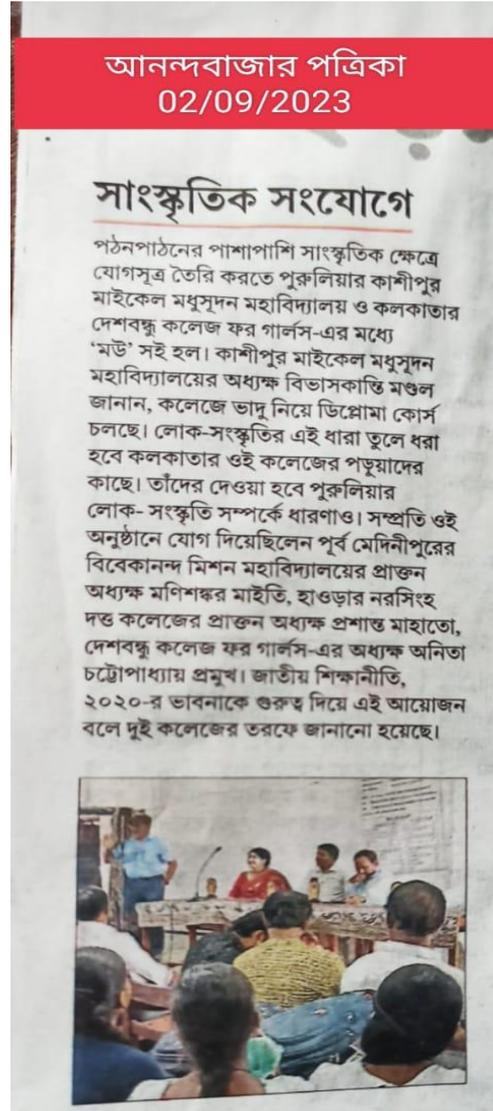 আনন্দবাজার পত্রিকা
02/09/2023
সাংস্কৃতিক সংযোগে
পঠনপাঠনের পাশাপাশি সাংস্কৃতিক ক্ষেত্রে
যোগসূত্র তৈরি করতে পুরুলিয়ার কাশীপুর
মাইকেল মধুসূদন মহাবিদ্যালয় ও কলকাতার
দেশবন্ধু কলেজ ফর গার্লস-এর মধ্যে
‘মউ’ সই হল। কাশীপুর মাইকেল মধুসূদন
মহাবিদ্যালয়ের অধ্যক্ষ বিভাসকান্তি মণ্ডল
জানান, কলেজে ভাদু নিয়ে ডিপ্লোমা কোর্স
চলছে। লোক-সংস্কৃতির এই ধারা তুলে ধরা
হবে কলকাতার ওই কলেজের পড়ুয়াদের
কাছে। তাঁদের দেওয়া হবে পুরুলিয়ার
লোক- সংস্কৃতি সম্পর্কে ধারণাও। সম্প্রতি ওই
অনুষ্ঠানে যোগ দিয়েছিলেন পূর্ব মেদিনীপুরের
বিবেকানন্দ মিশন মহাবিদ্যালয়ের প্রাক্তন
অধ্যক্ষ মণিশঙ্কর মাইতি, হাওড়ার নরসিংহ
দত্ত কলেজের প্রাক্তন অধ্যক্ষ প্রশান্ত মাহাতো,
দেশবন্ধু কলেজ ফর গার্লস-এর অধ্যক্ষ অনিতা
চট্টোপাধ্যায় প্রমুখ। জাতীয় শিক্ষানীতি,
২০২০-র ভাবনাকে গুরুত্ব দিয়ে এই আয়োজন
বলে দুই কলেজের তরফে জানানো হয়েছে।